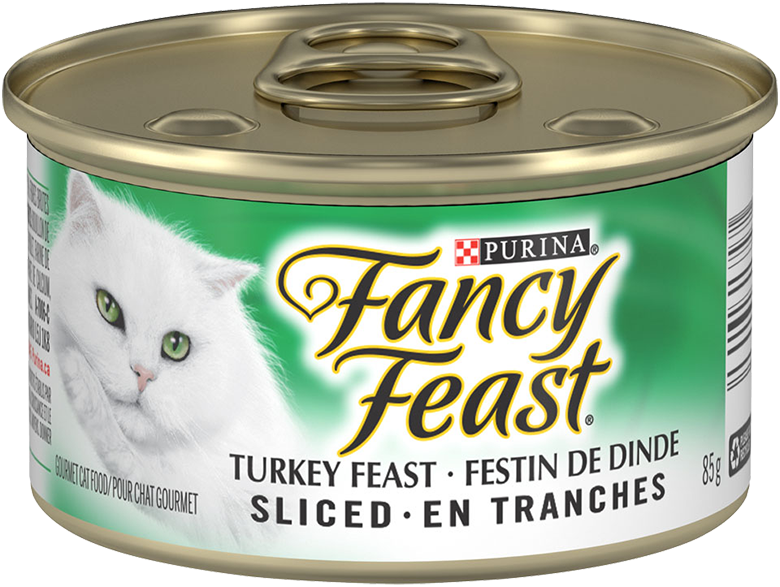 PURINA®
Fancy
Feast®
TURKEY FEAST · FESTIN DE DINDE
SLICED · EN TRANCHES
85g
GOURMET CAT FOOD/POUR CHAT GOURMET